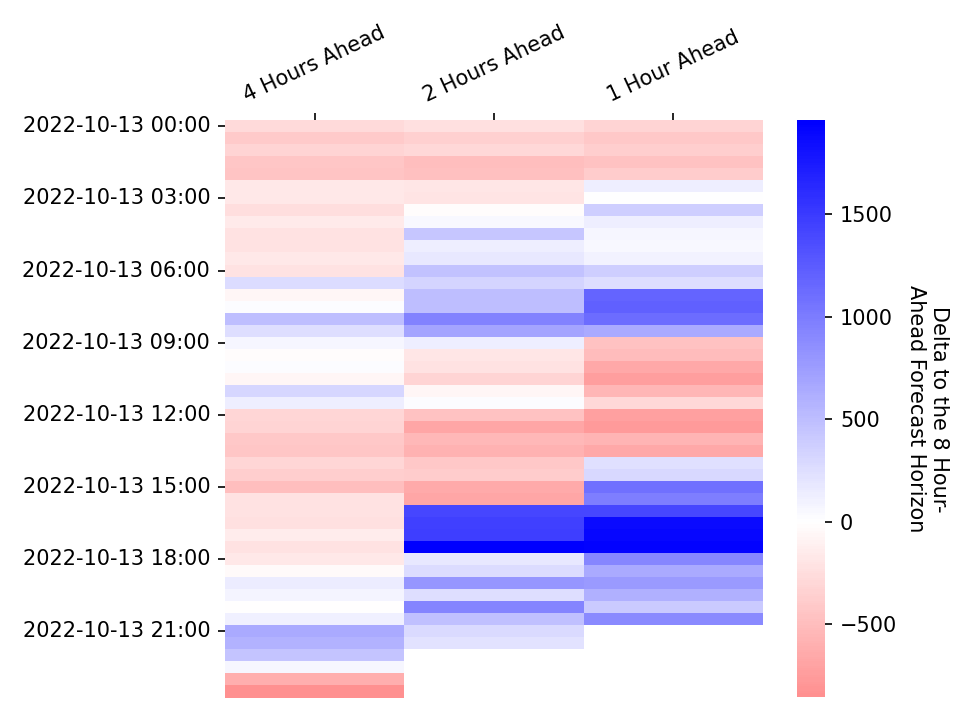 4 Hours Ahead
2 Hours Ahead
1 Hour Ahead
2022-10-13 00:00
2022-10-13 03:00
2022-10-13 06:00
2022-10-13 09:00
2022-10-13 12:00
2022-10-13 15:00
2022-10-13 18:00
2022-10-13 21:00
1500
1000
500
0
−500
Delta to the 8 Hour-
Ahead Forecast Horizon